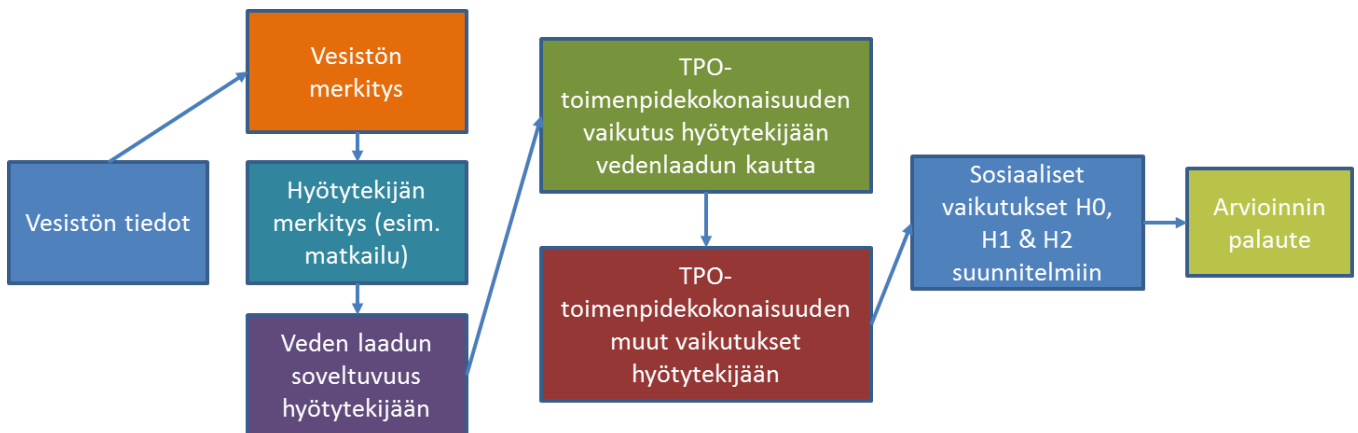 Vesistön tiedot
Vesistön
merkitys
Hyötytekijän
merkitys (esim.
matkailu)
Veden laadun
soveltuvuus
hyötytekijään
TPO-
toimenpidekokonaisuuden
vaikutus hyötytekijään
vedenlaadun kautta
TPO-
toimenpidekokonaisuuden
muut vaikutukset
hyötytekijään
Sosiaaliset
vaikutukset H0,
H1 & H2
suunnitelmiin
Arvioinnin
palaute